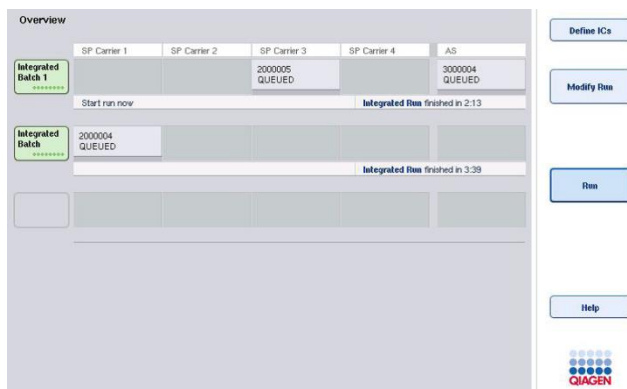 Overview
Define ICs
SP Carrier 1 SP Carrier 2 SP Carrier 3 SP Carrier 4 AS
Integrated
Batch 1
2000005
QUEUED
3000004
QUEUED
Modify Run
Start run now Integrated Run finished in 2:13
Integrated
Batch
2000004
QUEUED
Integrated Run finished in 3:39
Run
Help
QIAGEN